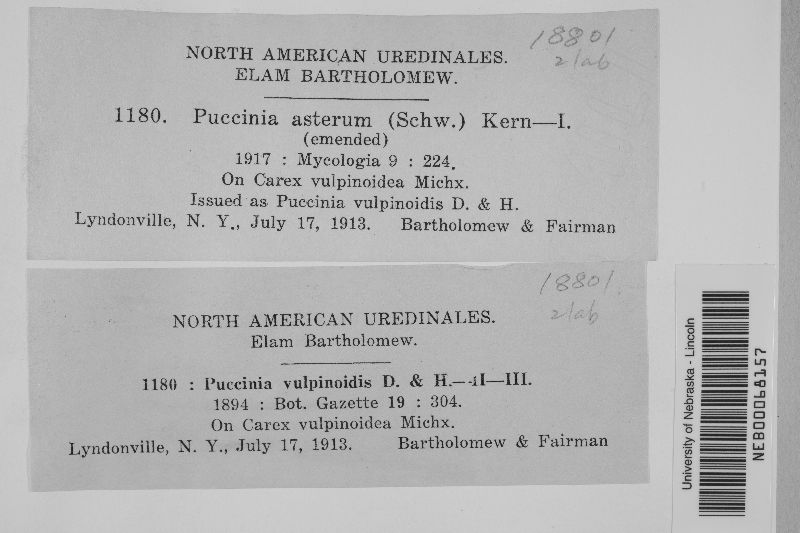 18801
2 lab
NORTH AMERICAN UREDINALES.
ELAM BARTHOLOMEW.
1180. Puccinia asterum (Schw.) Kern—I.
(emended)
1917 : Mycologia 9 : 224.
On Carex vulpinoidea Michx.
Issued as Puccinia vulpinoidis D. & H.
Lyndonville, N. Y., July 17, 1913. Bartholomew & Fairman
18801
2 lab
NORTH AMERICAN UREDINALES.
Elam Bartholomew.
1180 : Puccinia vulpinoidis D. & H.—II—III.
1894 : Bot. Gazette 19 : 304.
On Carex vulpinoidea Michx.
Lyndonville, N. Y., July 17, 1913. Bartholomew & Fairman
University of Nebraska - Lincoln
NEB00068157